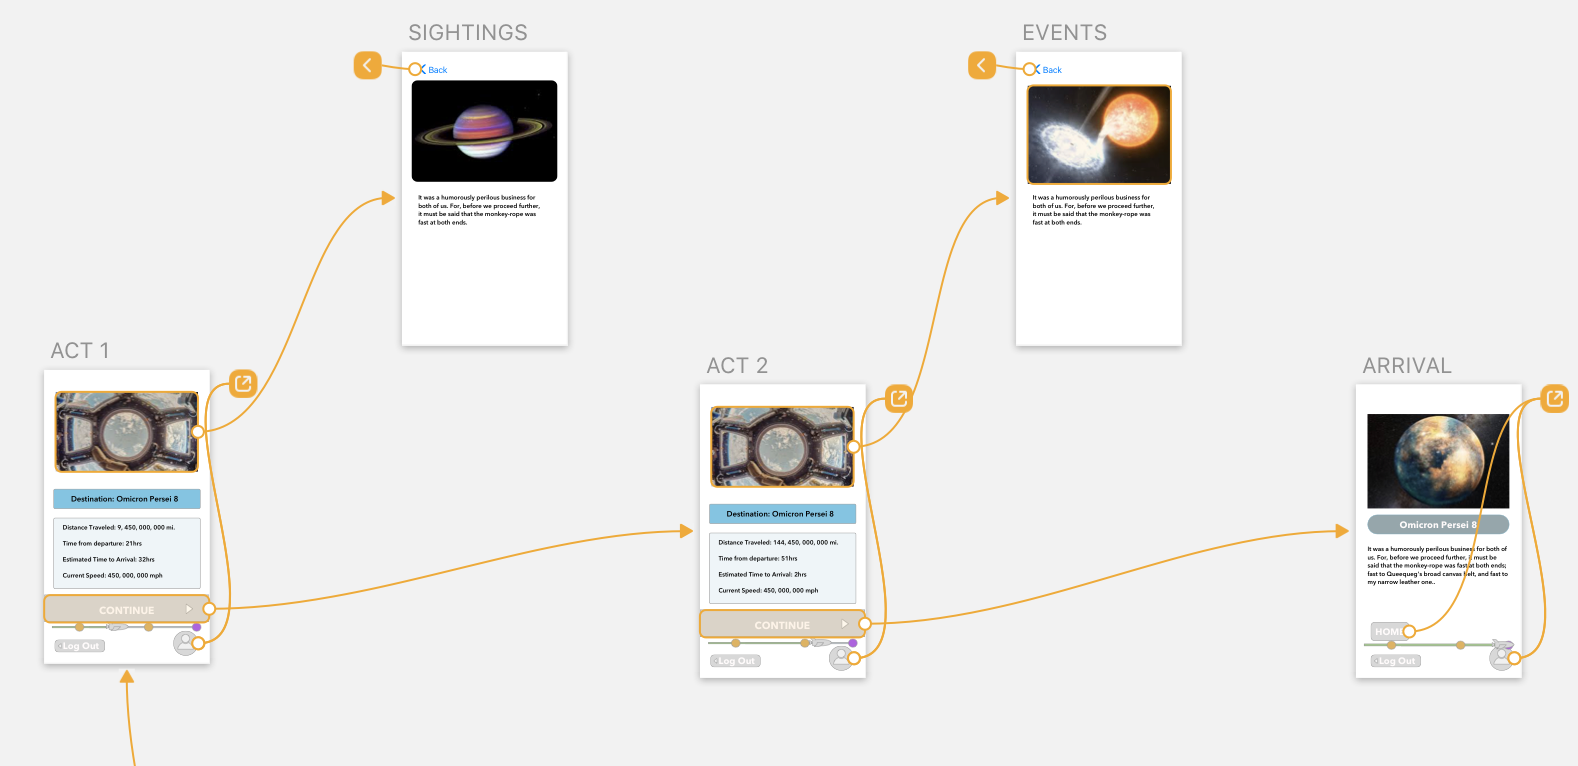 SIGHTINGS
Back
It was a humorously perilous business for
both of us. For, before we proceed further,
it must be said that the monkey-rope was
fast at both ends.
EVENTS
Back
It was a humorously perilous business for
both of us. For, before we proceed further,
it must be said that the monkey-rope was
fast at both ends.
ACT 1
Destination: Omicron Persei 8
Distance Traveled: 9, 450, 000, 000 mi.
Time from departure: 21hrs
Estimated Time to Arrival: 32hrs
Current Speed: 450, 000, 000 mph
CONTINUE
Log Out
ACT 2
Destination: Omicron Persei 8
Distance Traveled: 144, 450, 000, 000 mi.
Time from departure: 51hrs
Estimated Time to Arrival: 2hrs
Current Speed: 450, 000, 000 mph
CONTINUE
Log Out
ARRIVAL
Omicron Persei 8
It was a humorously perilous business for both of
us. For, before we proceed further, it must be
said that the monkey-rope was fast at both ends;
fast to Queequeg's broad canvas belt, and fast to
my narrow leather one..
HOME
Log Out